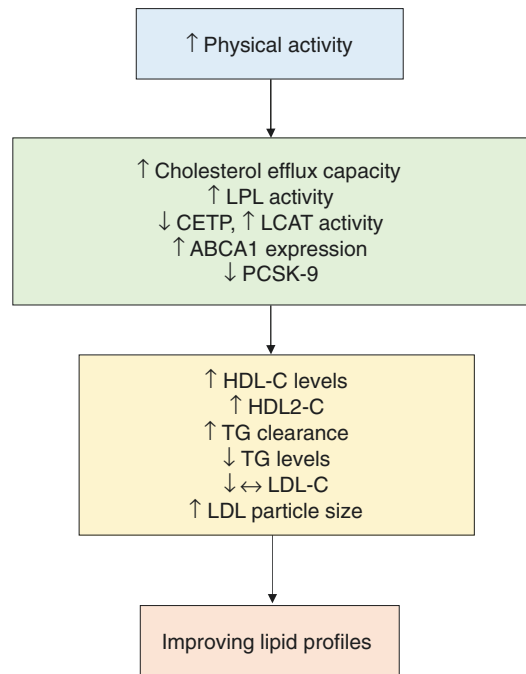 ↑ Physical activity
↑ Cholesterol efflux capacity
↑ LPL activity
↓ CETP, ↑ LCAT activity
↑ ABCA1 expression
↓ PCSK-9
↑ HDL-C levels
↑ HDL2-C
↑ TG clearance
↓ TG levels
↓ ↔ LDL-C
↑ LDL particle size
Improving lipid profiles